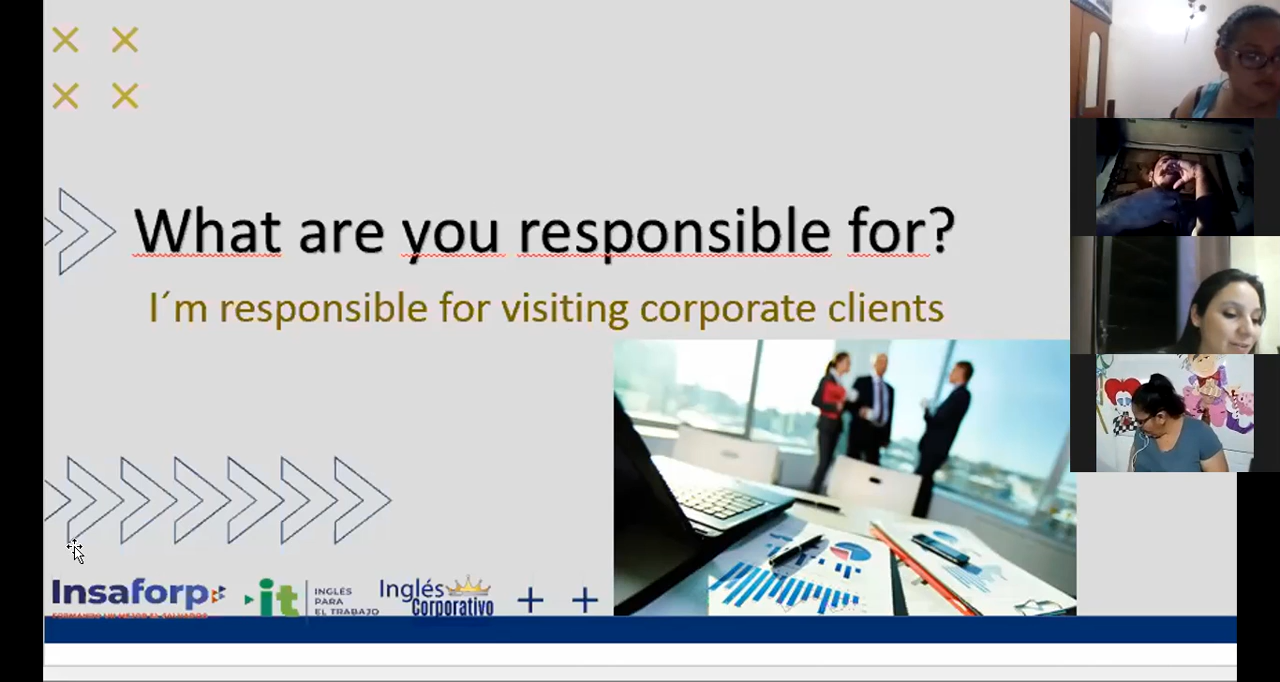 What are you responsible for?
I´m responsible for visiting corporate clients
Insaforp
FORMANDO UN MEJOR EL SALVADOR
it
INGLÉS
PARA
EL TRABAJO
Inglés
Corporativo